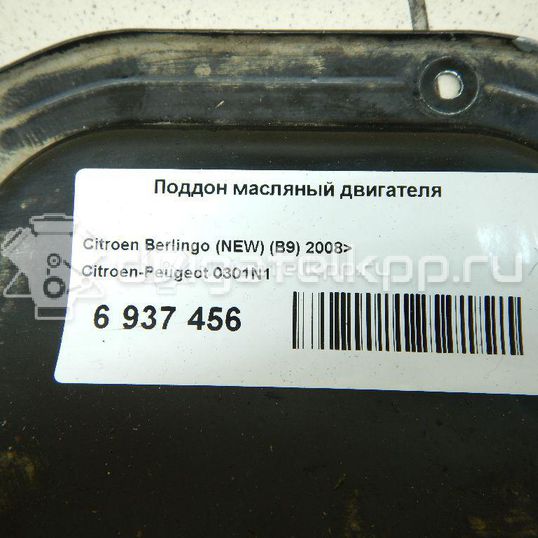 Поддон масляный двигателя
Citroen Berlingo (NEW) (B9) 2008>
Citroen-Peugeot 0301N1
6 937 456